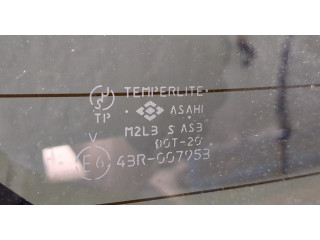 TEMPERLITE
ASAHI
TP
M2L3 S AS3
V
DOT-20
E6 43R-007953